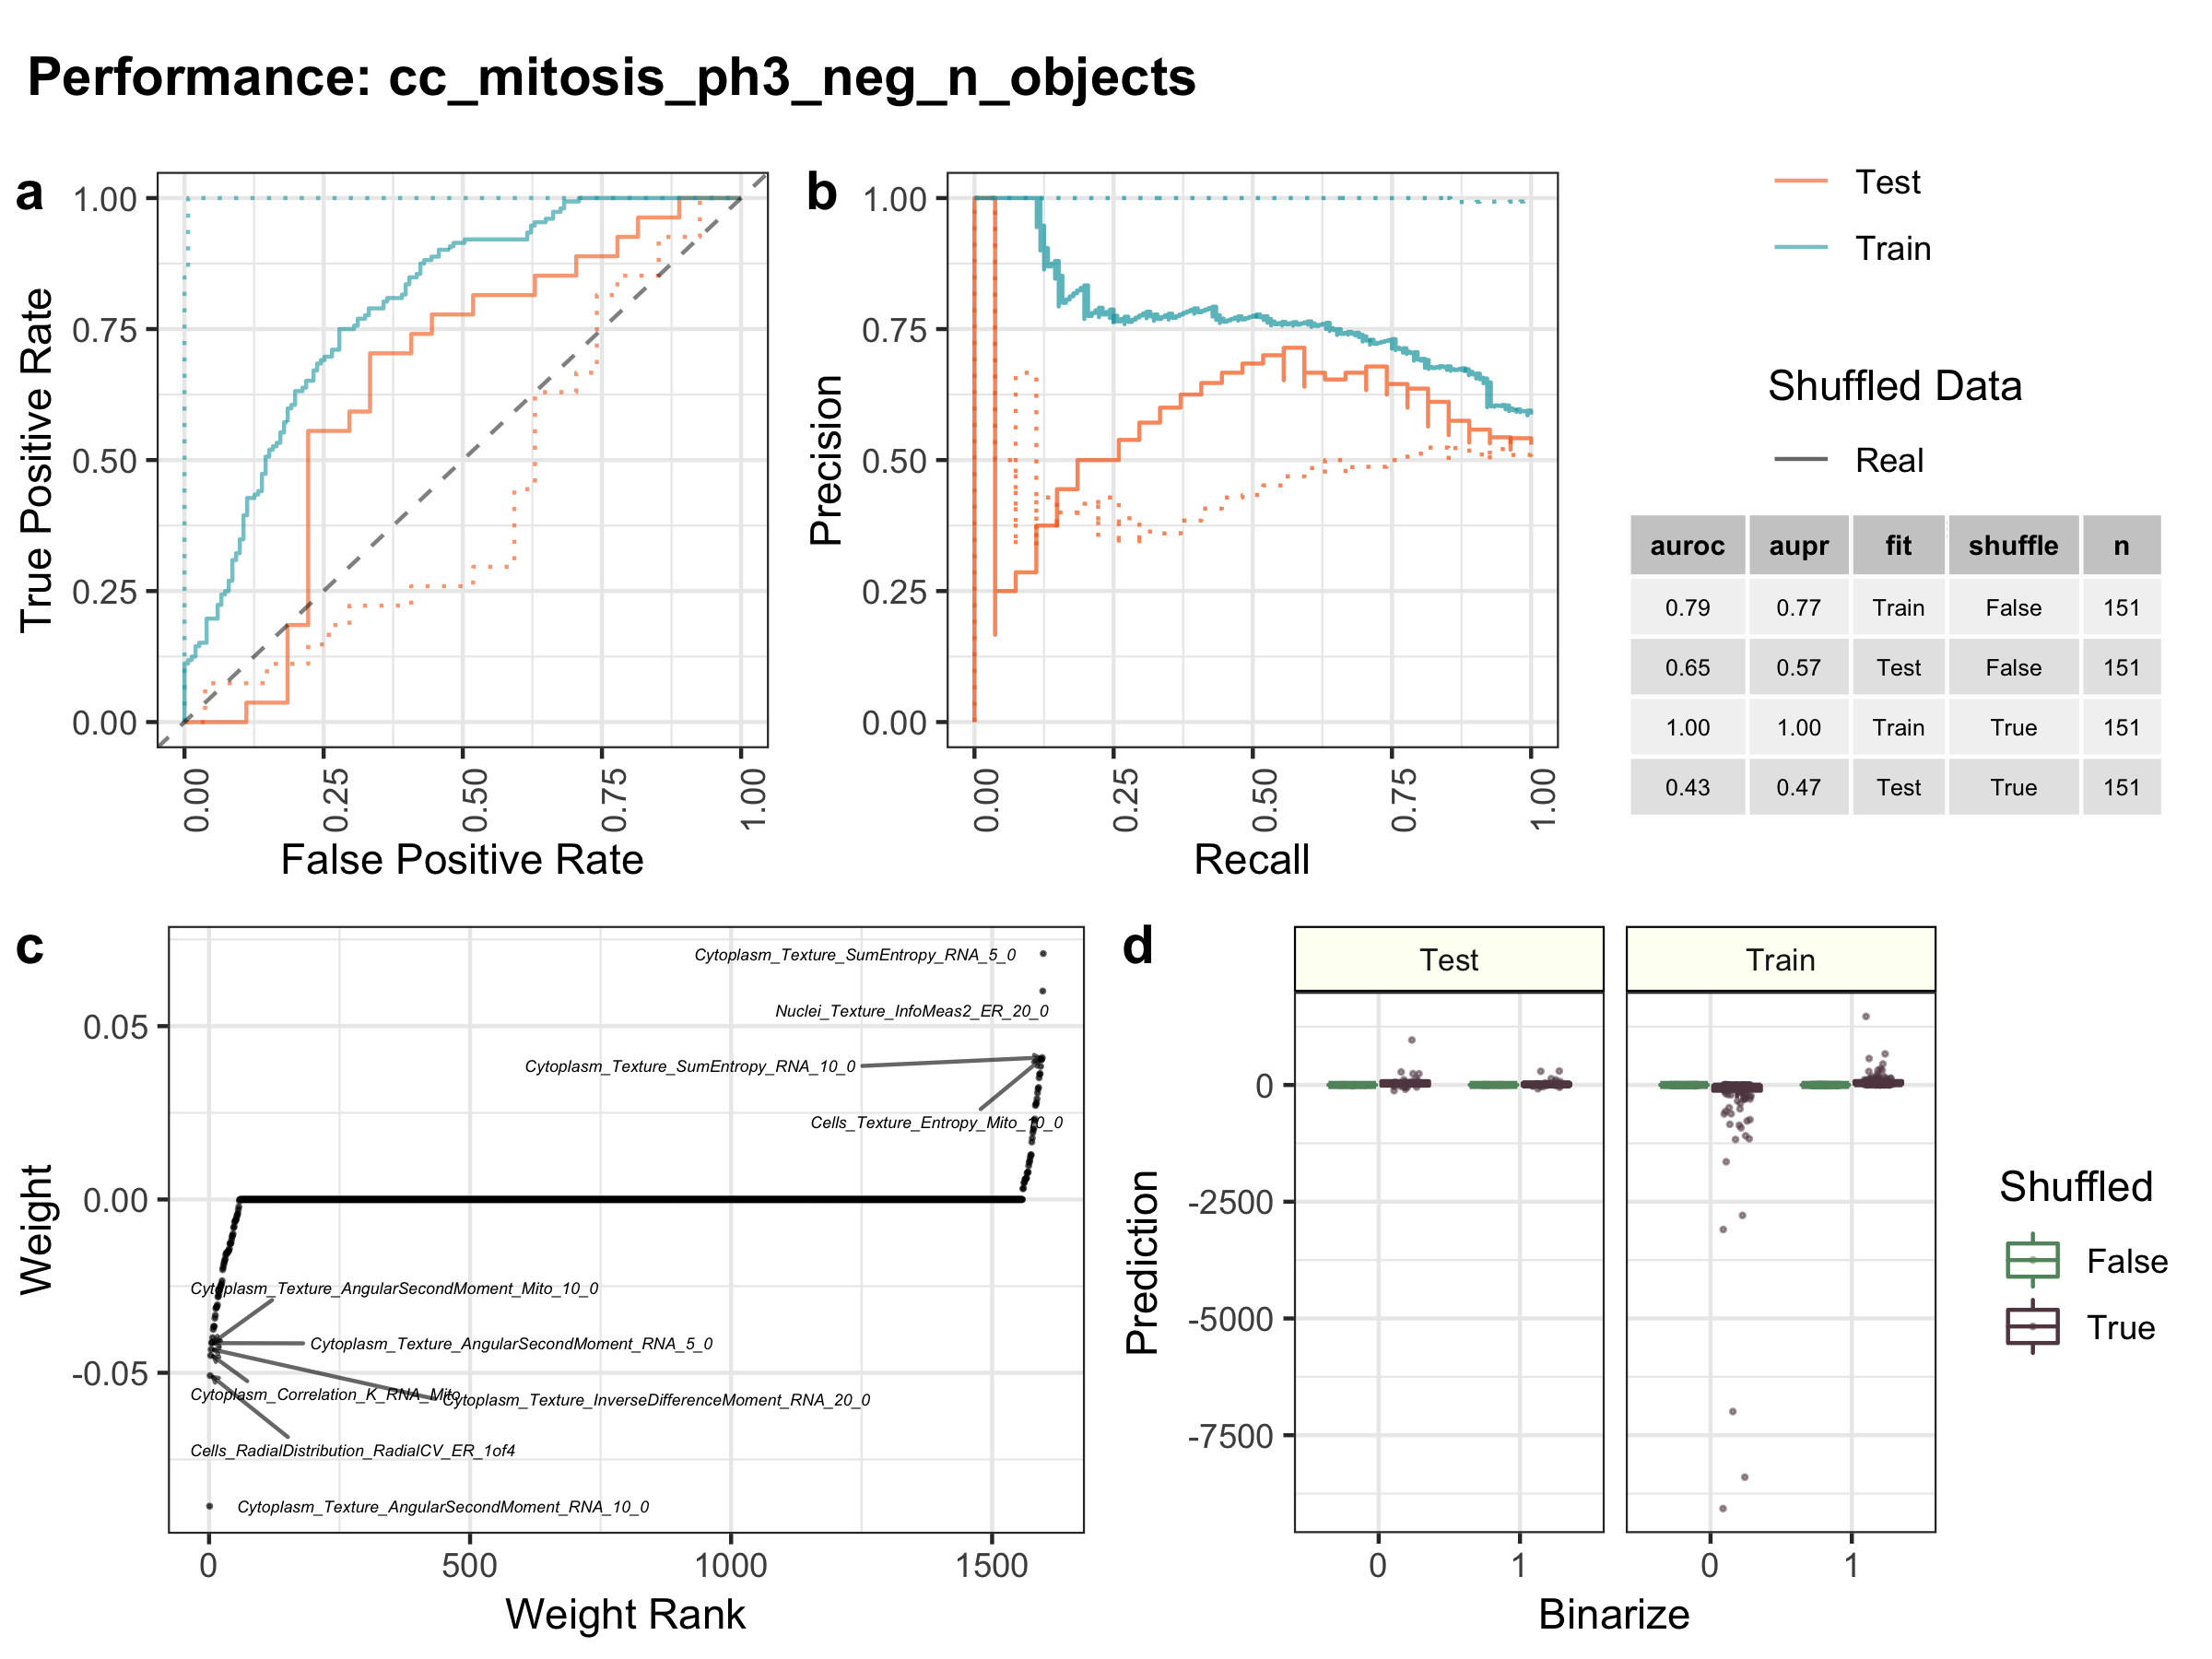 Performance: cc_mitosis_ph3_neg_n_objects
a
1.00
0.75
0.50
0.25
0.00
True Positive Rate
0.00
0.25
0.50
0.75
1.00
False Positive Rate
b
1.00
0.75
0.50
0.25
0.00
Precision
0.00
0.25
0.50
0.75
1.00
Recall
Test
Train
Shuffled Data
Real
auroc aupr fit shuffle n
0.79 0.77 Train False 151
0.65 0.57 Test False 151
1.00 1.00 Train True 151
0.43 0.47 Test True 151
c
0.05
0.00
-0.05
Weight
Cytoplasm_Texture_SumEntropy_RNA_5_0
Nuclei_Texture_InfoMeas2_ER_20_0
Cytoplasm_Texture_SumEntropy_RNA_10_0
Cells_Texture_Entropy_Mito_10_0
Cytoplasm_Texture_AngularSecondMoment_Mito_10_0
Cytoplasm_Texture_AngularSecondMoment_RNA_5_0
Cytoplasm_Correlation_K_RNA_Mito
Cytoplasm_Texture_InverseDifferenceMoment_RNA_20_0
Cells_RadialDistribution_RadialCV_ER_1of4
Cytoplasm_Texture_AngularSecondMoment_RNA_10_0
0 500 1000 1500
Weight Rank
d
Test Train
0
-2500
-5000
-7500
Prediction
0 1 0 1
Binarize
Shuffled
False
True